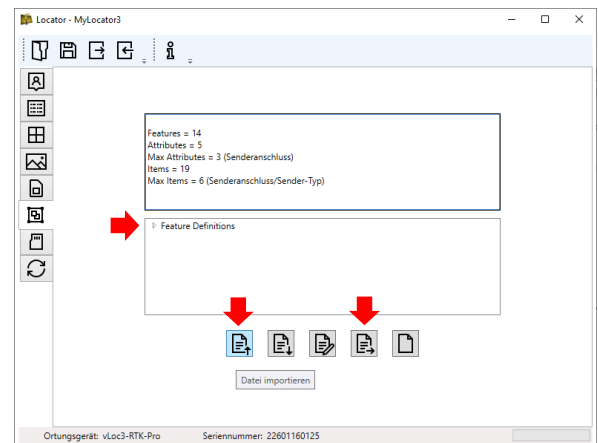 Locator - MyLocator3
Features = 14
Attributes = 5
Max Attributes = 3 (Senderanschluss)
Items = 19
Max Items = 6 (Senderanschluss/Sender-Typ)
Feature Definitions
Datei importieren
Ortungsgerät: vLoc3-RTK-Pro Seriennummer: 22601160125